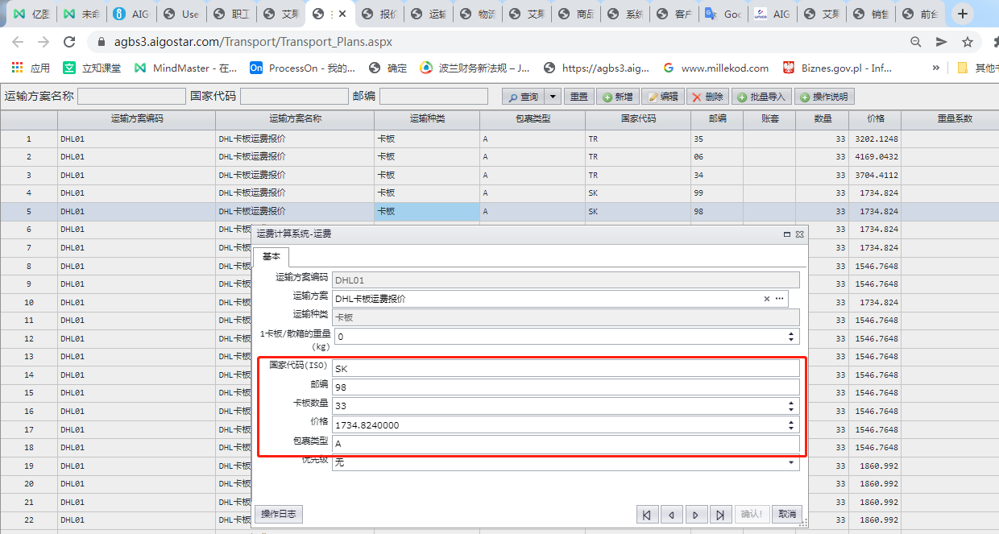 亿图 未命 AIG Use 职工 艾果 报价 运输 物流 艾果 商品 系统 客户 Goc AIG 艾果 销售 前台
agbs3.aigostar.com/Transport/Transport_Plans.aspx
应用 立知课堂 MindMaster - 在... ProcessOn - 我的... 确定 波兰财务新法规 – J... https://agbs3.aig... www.millekod.com Biznes.gov.pl - Inf... » 其他
运输方案名称 国家代码 邮编 查询 重置 新增 编辑 删除 批量导入 操作说明
运输方案编码 运输方案名称 运输种类 包裹类型 国家代码 邮编 账套 数量 价格 重量系数
1 DHL01 DHL卡板运费报价 卡板 A TR 35 33 3202.1248
2 DHL01 DHL卡板运费报价 卡板 A TR 06 33 4169.0432
3 DHL01 DHL卡板运费报价 卡板 A TR 34 33 3704.4112
4 DHL01 DHL卡板运费报价 卡板 A SK 99 33 1734.824
5 DHL01 DHL卡板运费报价 卡板 A SK 98 33 1734.824
6 DHL01 DHL卡板 33 1734.824
7 DHL01 DHL卡板 33 1734.824
8 DHL01 DHL卡板 33 1546.7648
9 DHL01 DHL卡板 33 1546.7648
10 DHL01 DHL卡板 33 1734.824
11 DHL01 DHL卡板 33 1546.7648
12 DHL01 DHL卡板 33 1546.7648
13 DHL01 DHL卡板 33 1546.7648
14 DHL01 DHL卡板 33 1546.7648
15 DHL01 DHL卡板 33 1546.7648
16 DHL01 DHL卡板 33 1546.7648
17 DHL01 DHL卡板 33 1546.7648
18 DHL01 DHL卡板 33 1546.7648
19 DHL01 DHL卡板 33 1860.992
20 DHL01 DHL卡板 33 1860.992
21 DHL01 DHL卡板 33 1860.992
22 DHL01 DHL卡板 33 1860.992
运费计算系统-运费
基本
运输方案编码 DHL01
运输方案 DHL卡板运费报价
运输种类 卡板
1卡板/散箱的重量 0
(kg)
国家代码(ISO) SK
邮编 98
卡板数量 33
价格 1734.8240000
包裹类型 A
优先级 无
操作日志 确认! 取消